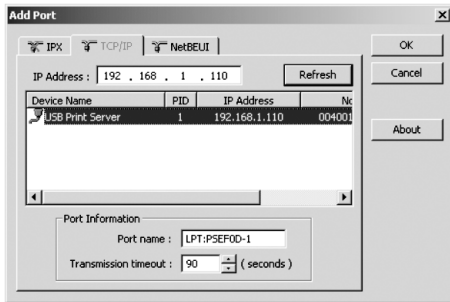 Add Port
IPX TCP/IP NetBEUI
OK
IP Address : 192 . 168 . 1 . 110 Refresh
Cancel
Device Name PID IP Address No
USB Print Server 1 192.168.1.110 004001
About
Port Information
Port name : LPT:PSEF0D-1
Transmission timeout : 90 ( seconds )